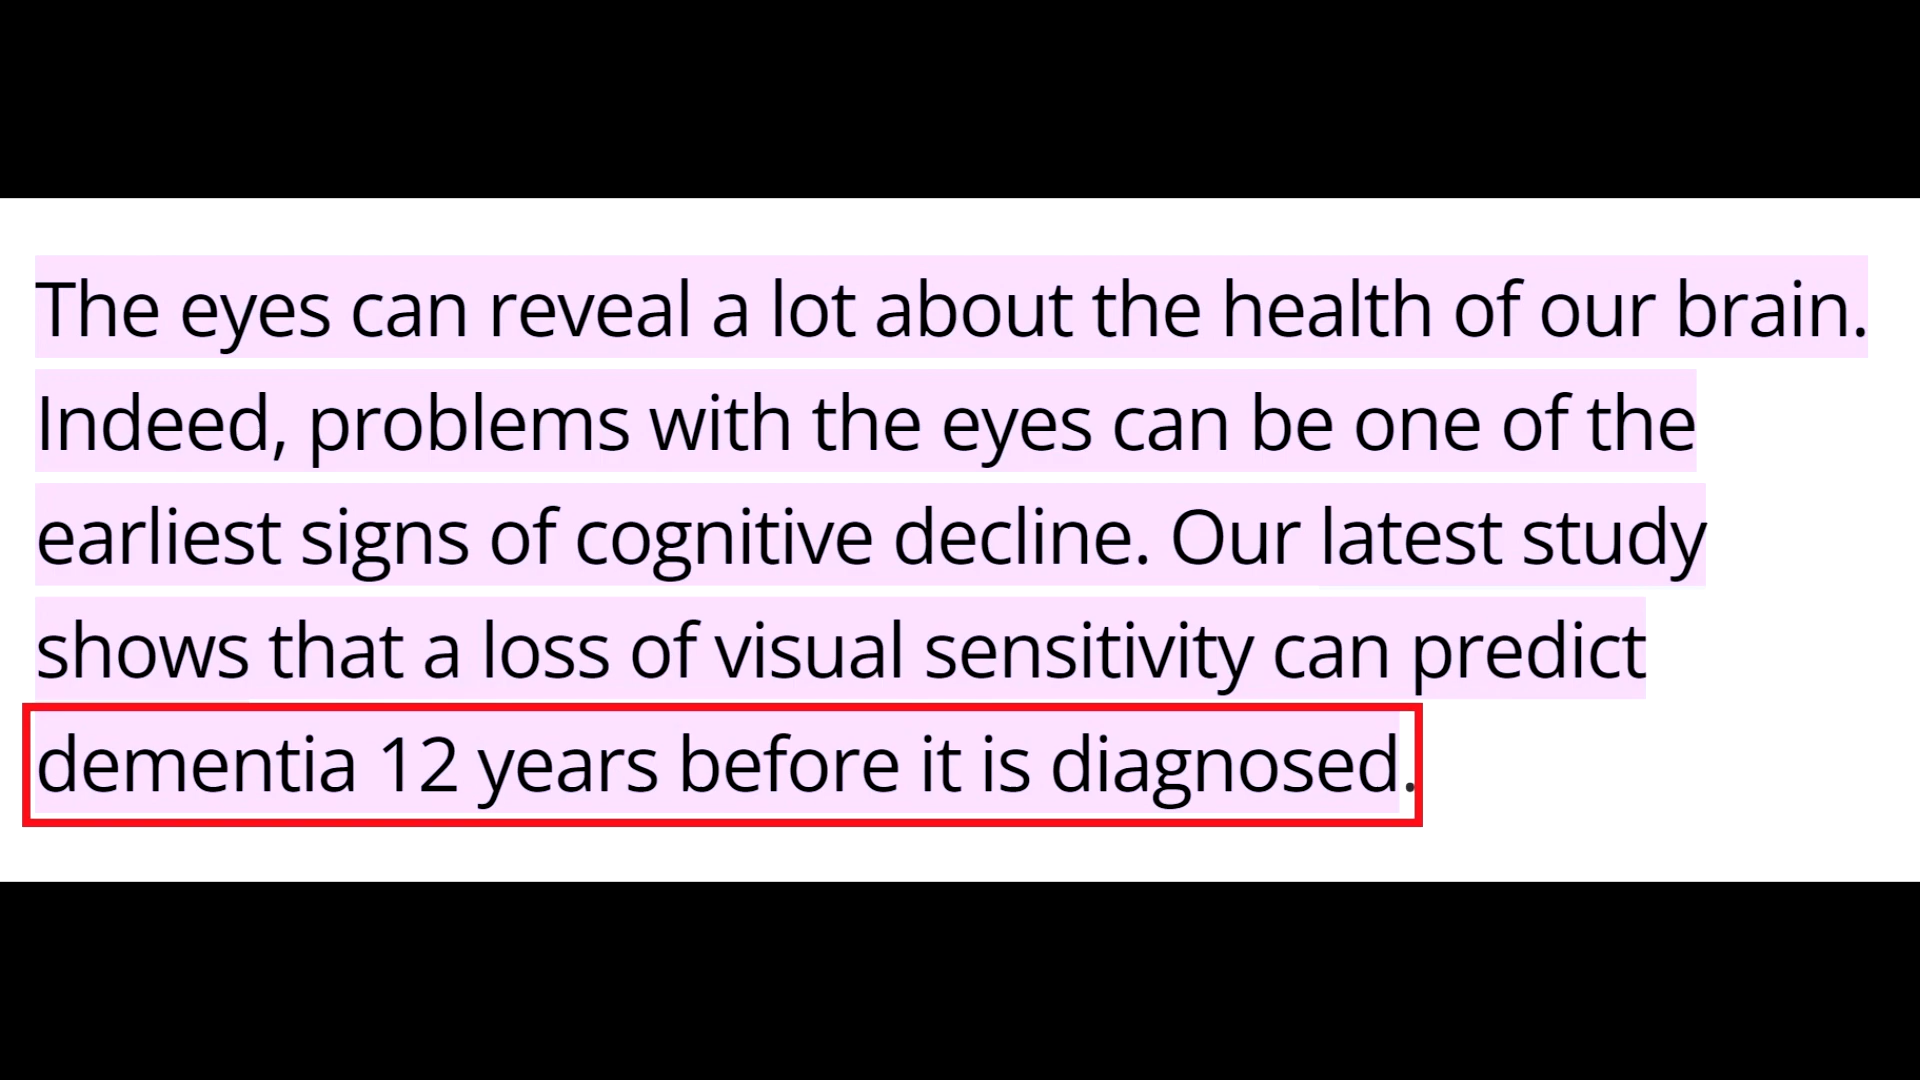 The eyes can reveal a lot about the health of our brain.
Indeed, problems with the eyes can be one of the
earliest signs of cognitive decline. Our latest study
shows that a loss of visual sensitivity can predict
dementia 12 years before it is diagnosed.